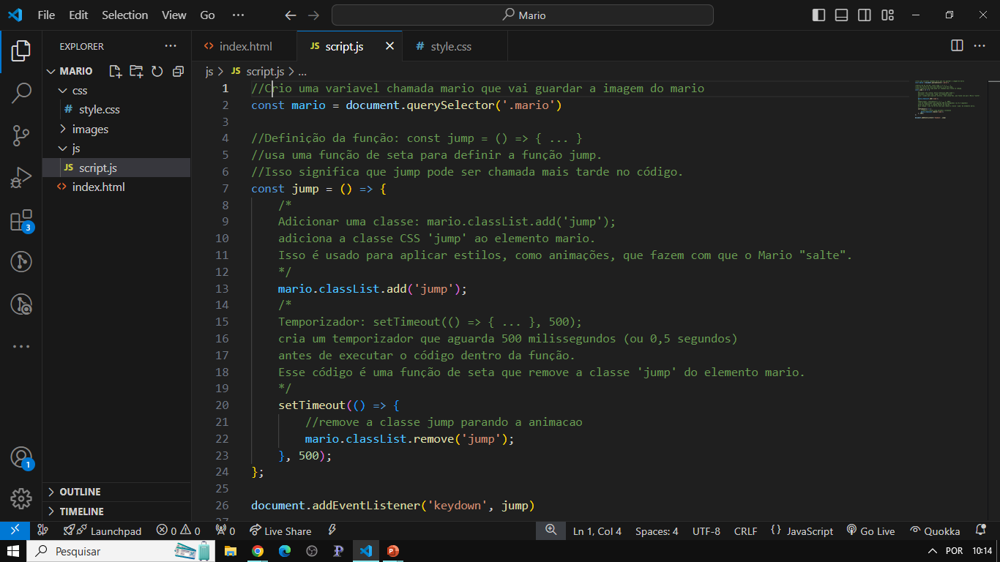 File Edit Selection View Go ··· Mario
EXPLORER ···
MARIO
css
# style.css
images
js
JS script.js
<> index.html
OUTLINE
TIMELINE
<> index.html JS script.js # style.css ···
js > JS script.js > ...
1 //Crio uma variavel chamada mario que vai guardar a imagem do mario
2 const mario = document.querySelector('.mario')
3
4 //Definição da função: const jump = () => { ... }
5 //usa uma função de seta para definir a função jump.
6 //Isso significa que jump pode ser chamada mais tarde no código.
7 const jump = () => {
8 /*
9 Adicionar uma classe: mario.classList.add('jump');
10 adiciona a classe CSS 'jump' ao elemento mario.
11 Isso é usado para aplicar estilos, como animações, que fazem com que o Mario "salte".
12 */
13 mario.classList.add('jump');
14 /*
15 Temporizador: setTimeout(() => { ... }, 500);
16 cria um temporizador que aguarda 500 milissegundos (ou 0,5 segundos)
17 antes de executar o código dentro da função.
18 Esse código é uma função de seta que remove a classe 'jump' do elemento mario.
19 */
20 setTimeout(() => {
21 //remove a classe jump parando a animacao
22 mario.classList.remove('jump');
23 }, 500);
24 };
25
26 document.addEventListener('keydown', jump)
27
3
1
Launchpad 0 0 0 Live Share Ln 1, Col 4 Spaces: 4 UTF-8 CRLF {} JavaScript Go Live Quokka
Pesquisar POR 10:14